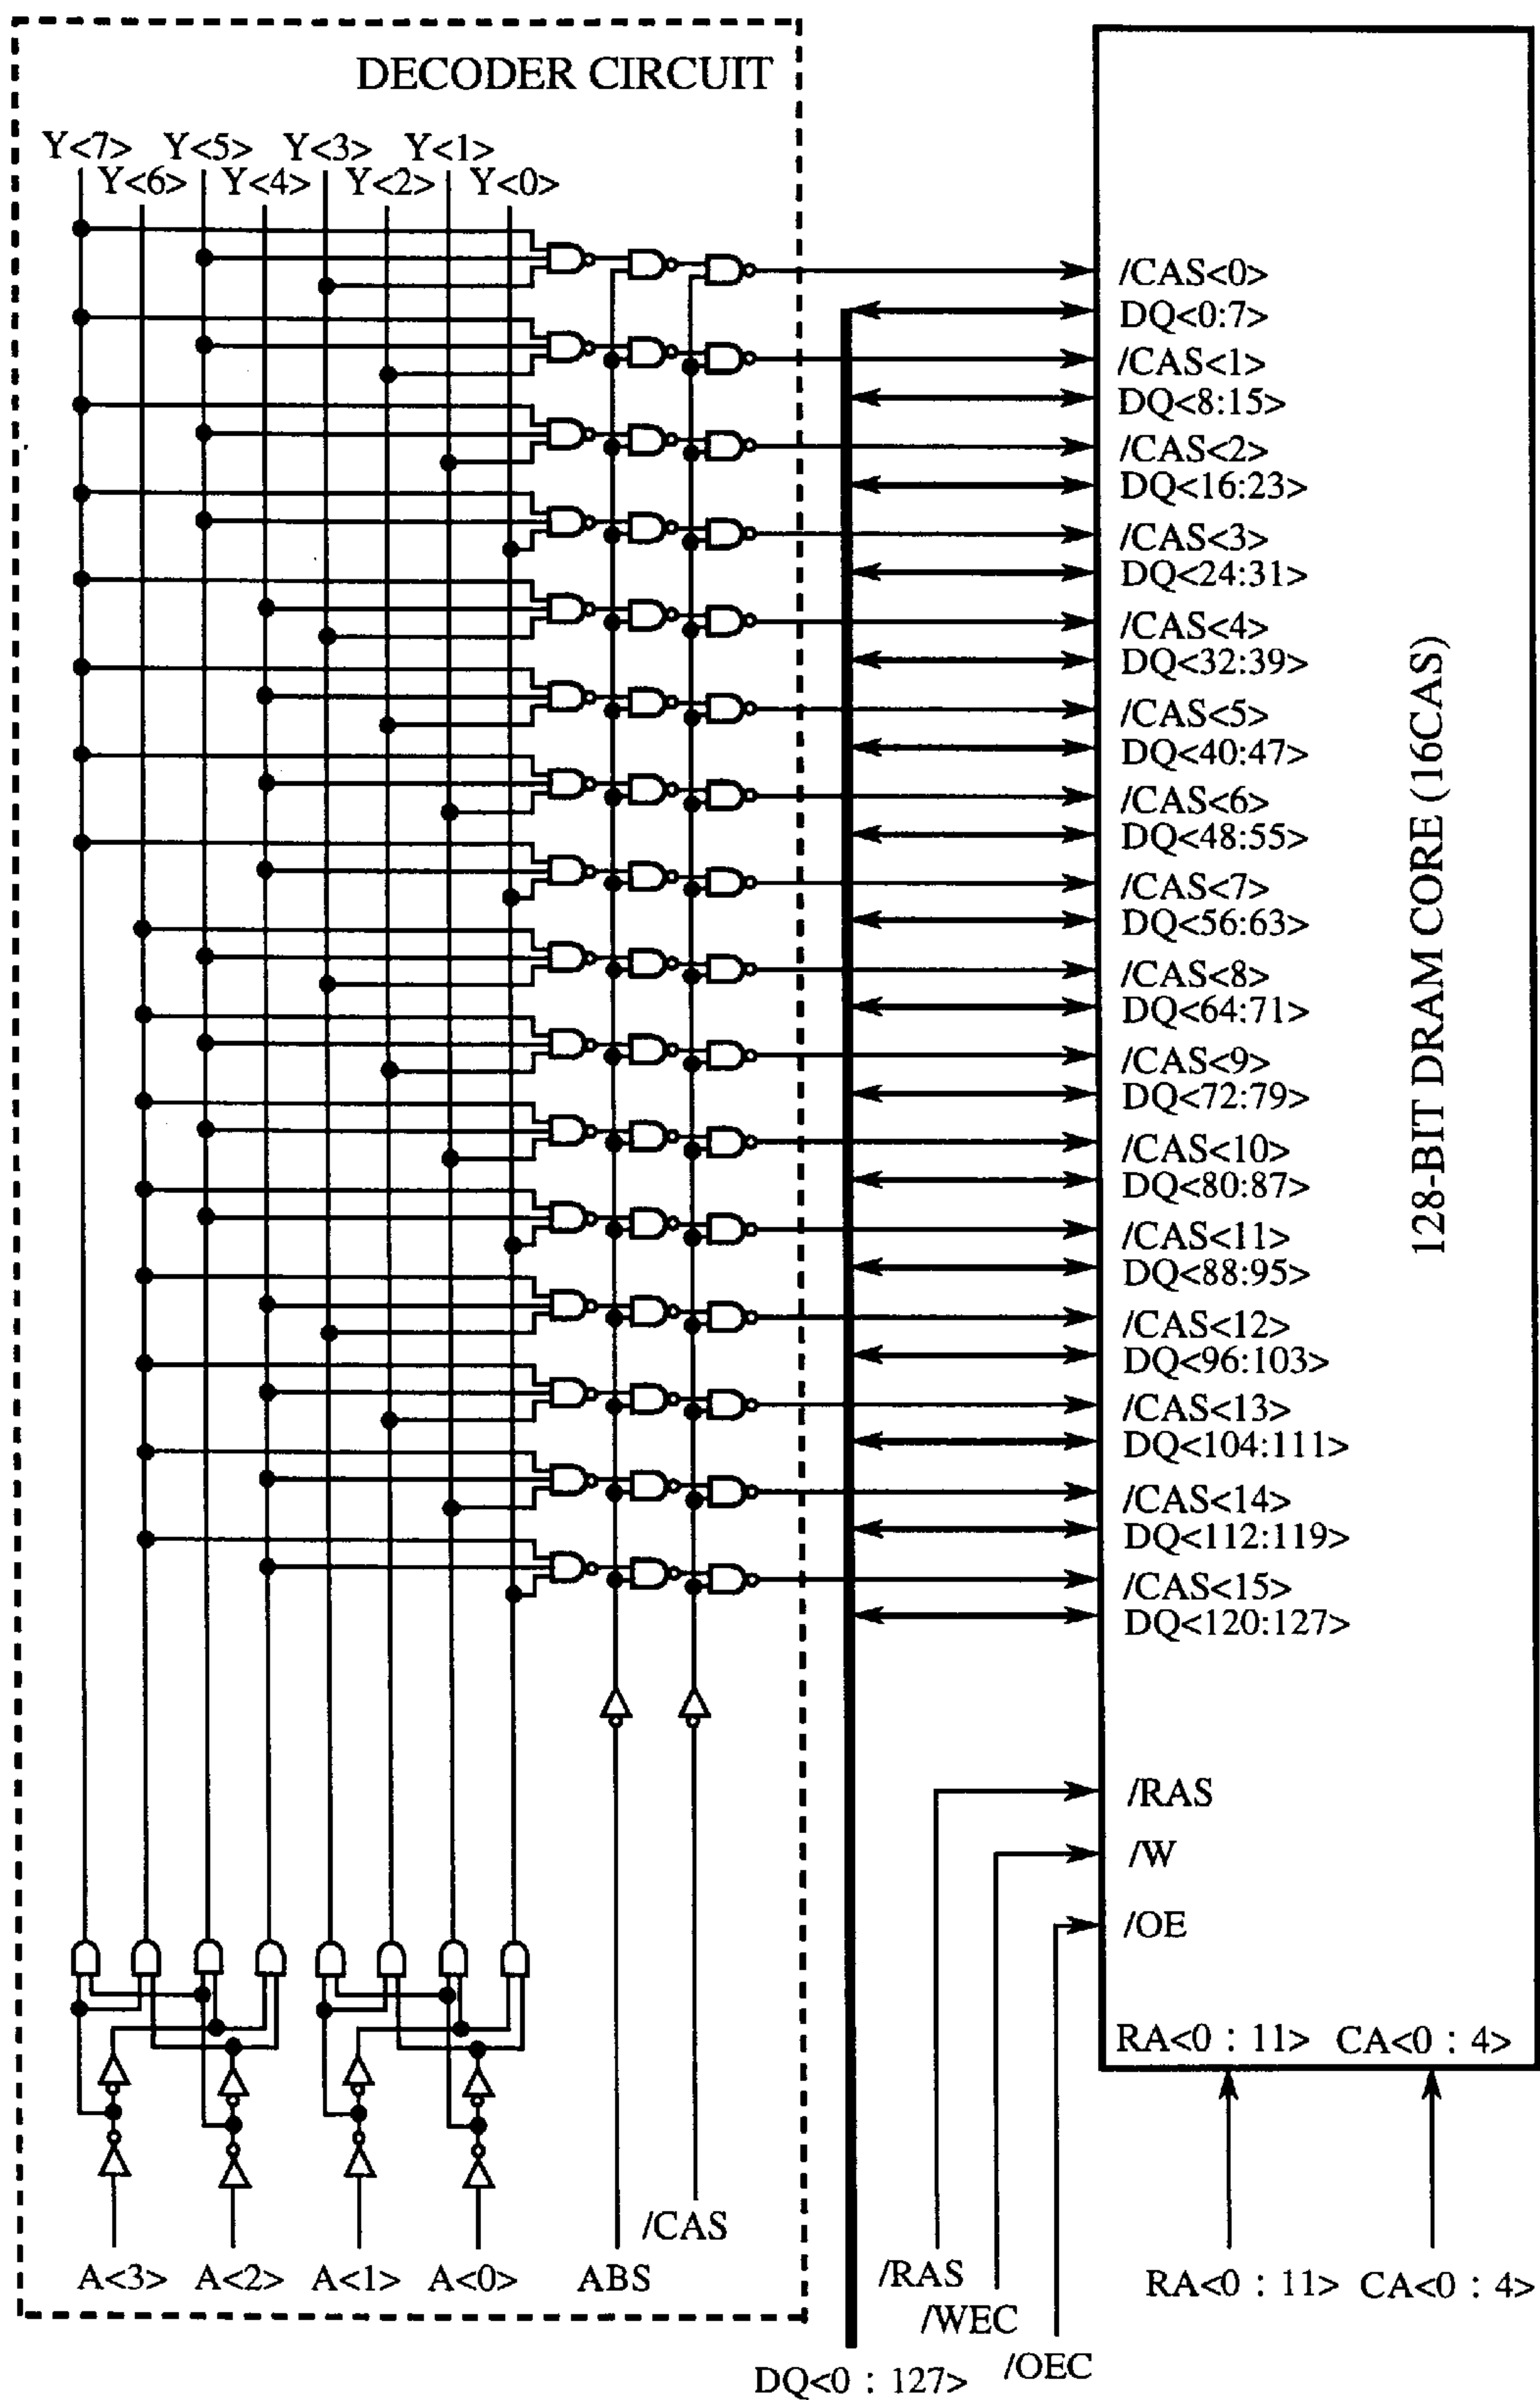 DECODER CIRCUIT
Y<7> Y<5> Y<3> Y<1>
Y<6> Y<4> Y<2> Y<0>
/CAS<0>
DQ<0:7>
/CAS<1>
DQ<8:15>
/CAS<2>
DQ<16:23>
/CAS<3>
DQ<24:31>
/CAS<4>
DQ<32:39>
/CAS<5>
DQ<40:47>
/CAS<6>
DQ<48:55>
/CAS<7>
DQ<56:63>
/CAS<8>
DQ<64:71>
/CAS<9>
DQ<72:79>
/CAS<10>
DQ<80:87>
/CAS<11>
DQ<88:95>
/CAS<12>
DQ<96:103>
/CAS<13>
DQ<104:111>
/CAS<14>
DQ<112:119>
/CAS<15>
DQ<120:127>
128-BIT DRAM CORE (16CAS)
/RAS
/W
/OE
RA<0 : 11> CA<0 : 4>
/CAS
A<3> A<2> A<1> A<0> ABS
/RAS
RA<0 : 11> CA<0 : 4>
/WEC
/OEC
DQ<0 : 127>